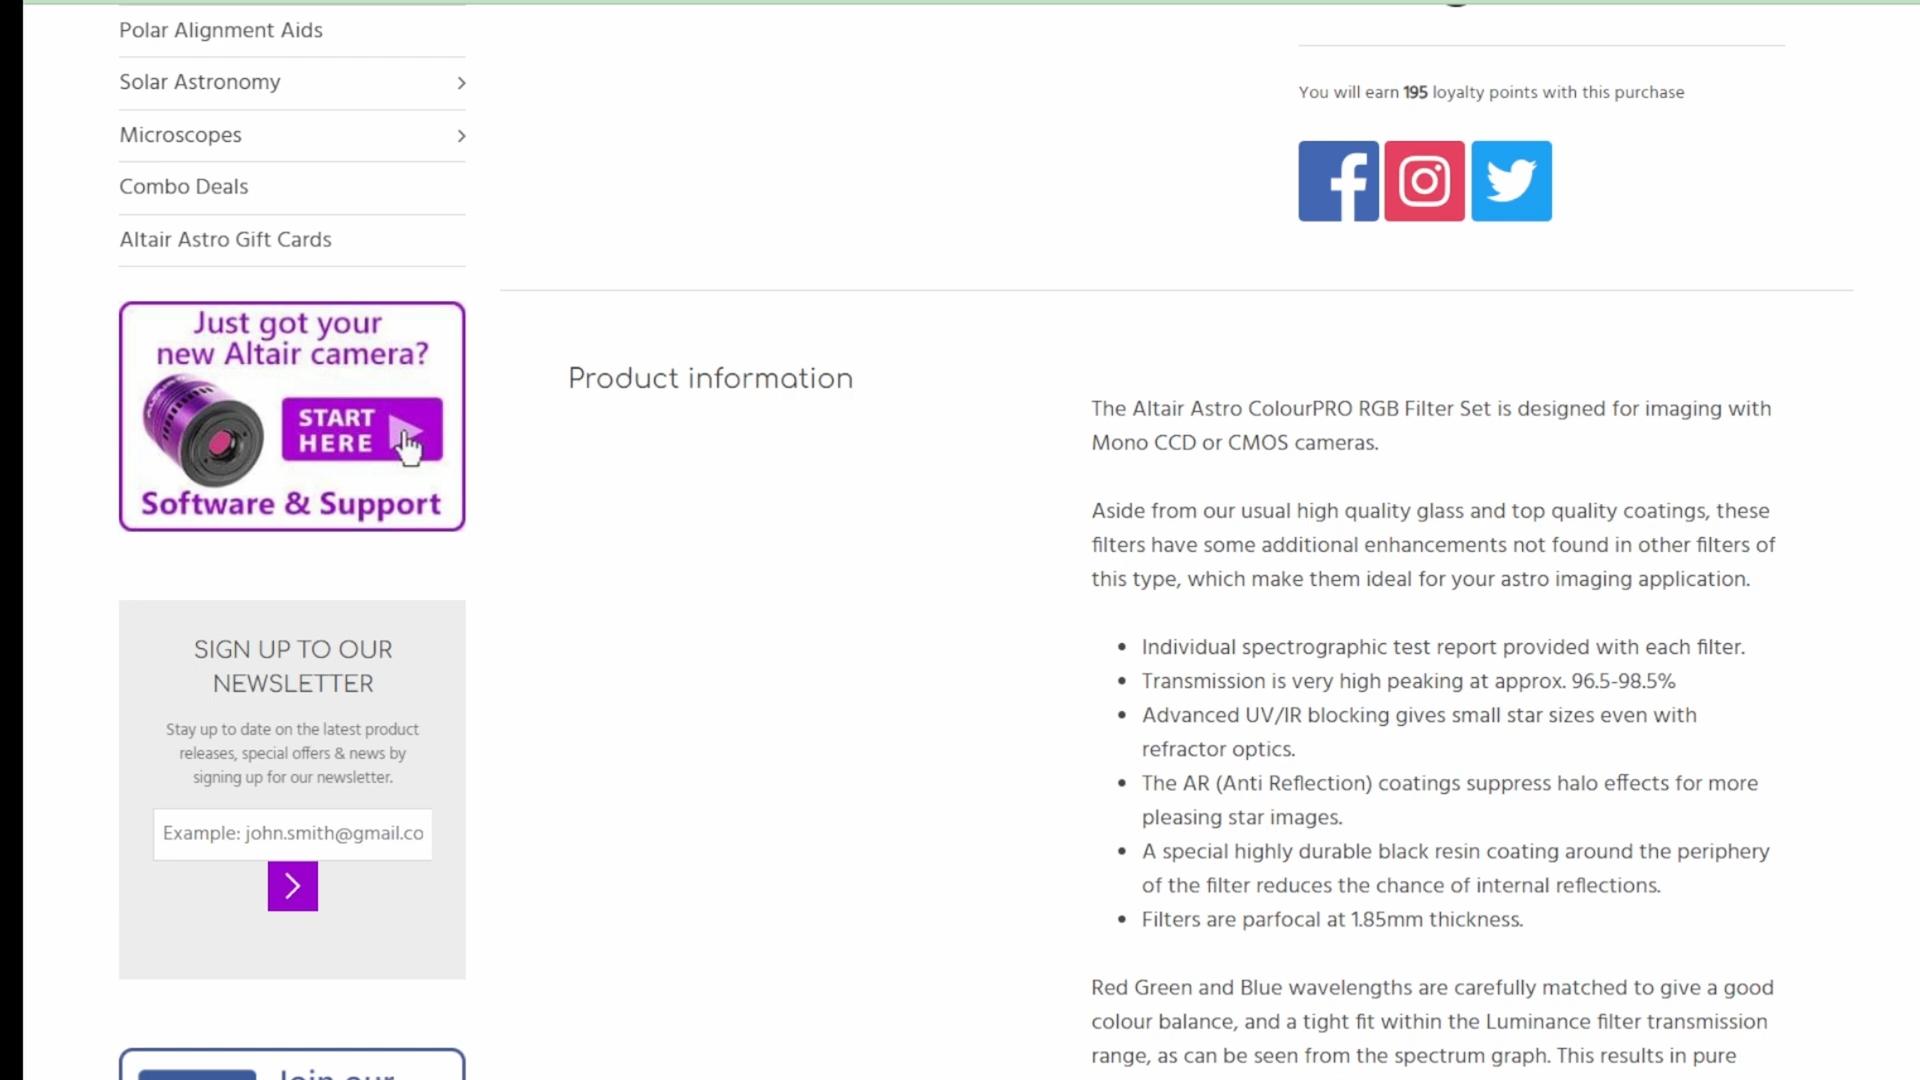 Polar Alignment Aids
Solar Astronomy
Microscopes
Combo Deals
Altair Astro Gift Cards
Just got your
new Altair camera?
START
HERE
Software & Support
SIGN UP TO OUR
NEWSLETTER
Stay up to date on the latest product
releases, special offers & news by
signing up for our newsletter.
Example: john.smith@gmail.co
Join our
You will earn 195 loyalty points with this purchase
Product information
The Altair Astro ColourPRO RGB Filter Set is designed for imaging with
Mono CCD or CMOS cameras.
Aside from our usual high quality glass and top quality coatings, these
filters have some additional enhancements not found in other filters of
this type, which make them ideal for your astro imaging application.
Individual spectrographic test report provided with each filter.
Transmission is very high peaking at approx. 96.5-98.5%
Advanced UV/IR blocking gives small star sizes even with
refractor optics.
The AR (Anti Reflection) coatings suppress halo effects for more
pleasing star images.
A special highly durable black resin coating around the periphery
of the filter reduces the chance of internal reflections.
Filters are parfocal at 1.85mm thickness.
Red Green and Blue wavelengths are carefully matched to give a good
colour balance, and a tight fit within the Luminance filter transmission
range, as can be seen from the spectrum graph. This results in pure